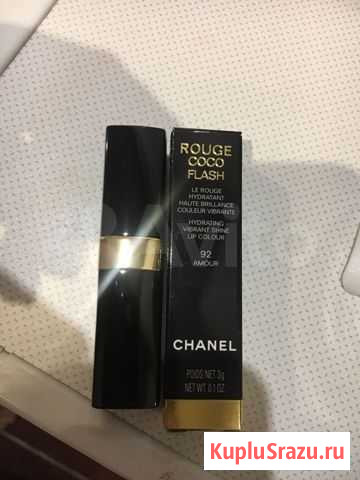 ROUGE
COCO
FLASH
LE ROUGE
HYDRATANT
HAUTE BRILLANCE
COULEUR VIBRANTE
HYDRATING
VIBRANT SHINE
LIP COLOUR
92
AMOUR
CHANEL
POIDS NET 3g
NET WT. 0.1 OZ.
KupluSrazu.ru